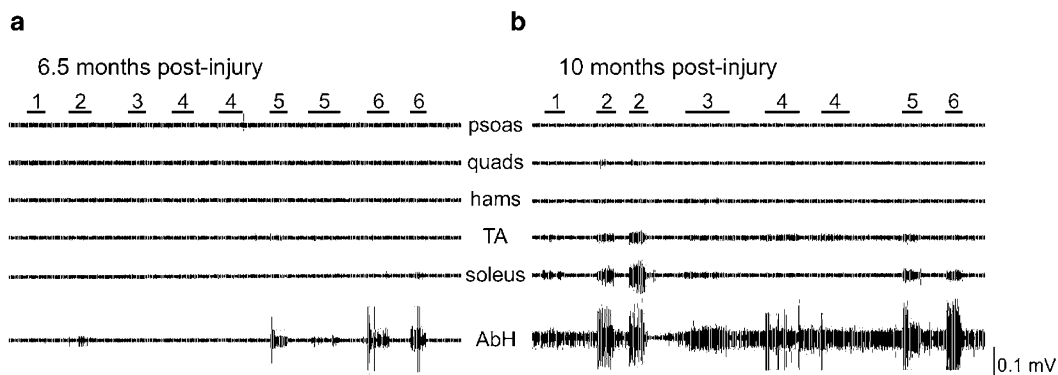 a
b
6.5 months post-injury
10 months post-injury
1 2 3 4 4 5 5 6 6
1 2 2 3 4 4 5 6
psoas
quads
hams
TA
soleus
AbH
0.1 mV